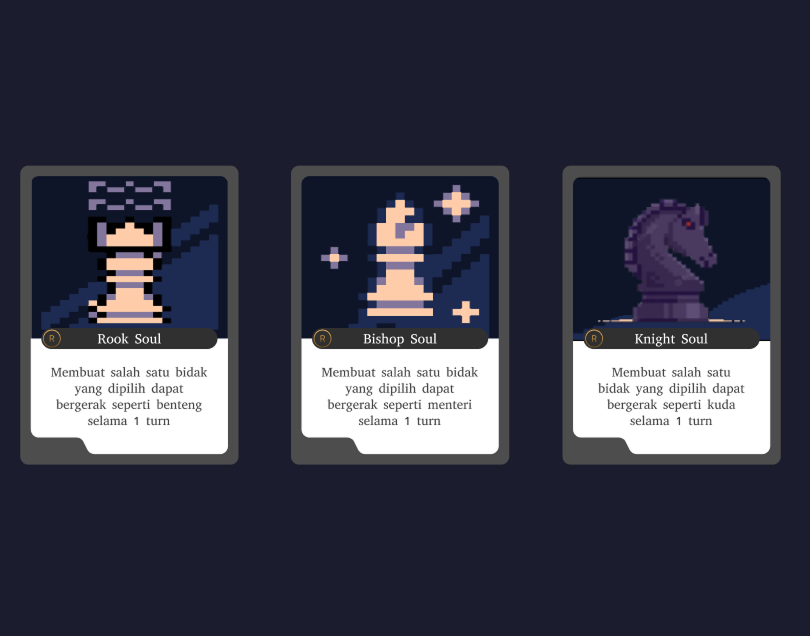 R Rook Soul
Membuat salah satu bidak
yang dipilih dapat
bergerak seperti benteng
selama 1 turn
R Bishop Soul
Membuat salah satu bidak
yang dipilih dapat
bergerak seperti menteri
selama 1 turn
R Knight Soul
Membuat salah satu
bidak yang dipilih dapat
bergerak seperti kuda
selama 1 turn